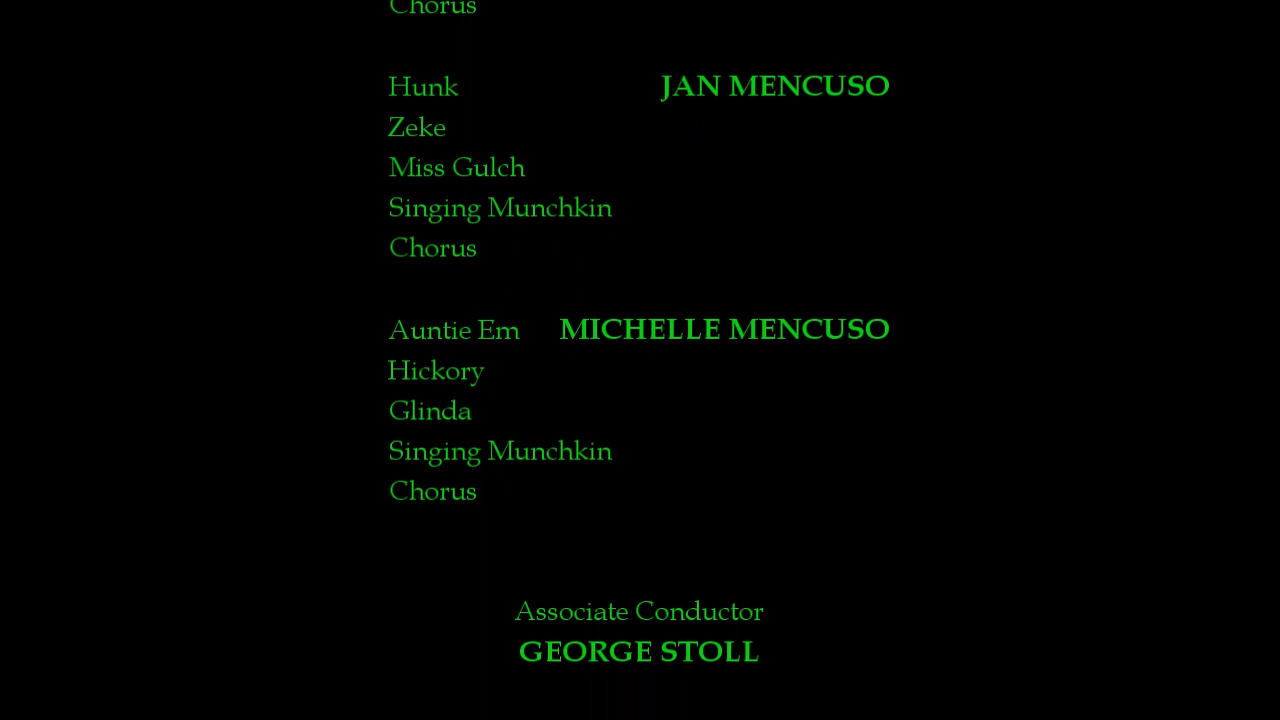 Chorus
Hunk JAN MENCUSO
Zeke
Miss Gulch
Singing Munchkin
Chorus
Auntie Em MICHELLE MENCUSO
Hickory
Glinda
Singing Munchkin
Chorus
Associate Conductor
GEORGE STOLL